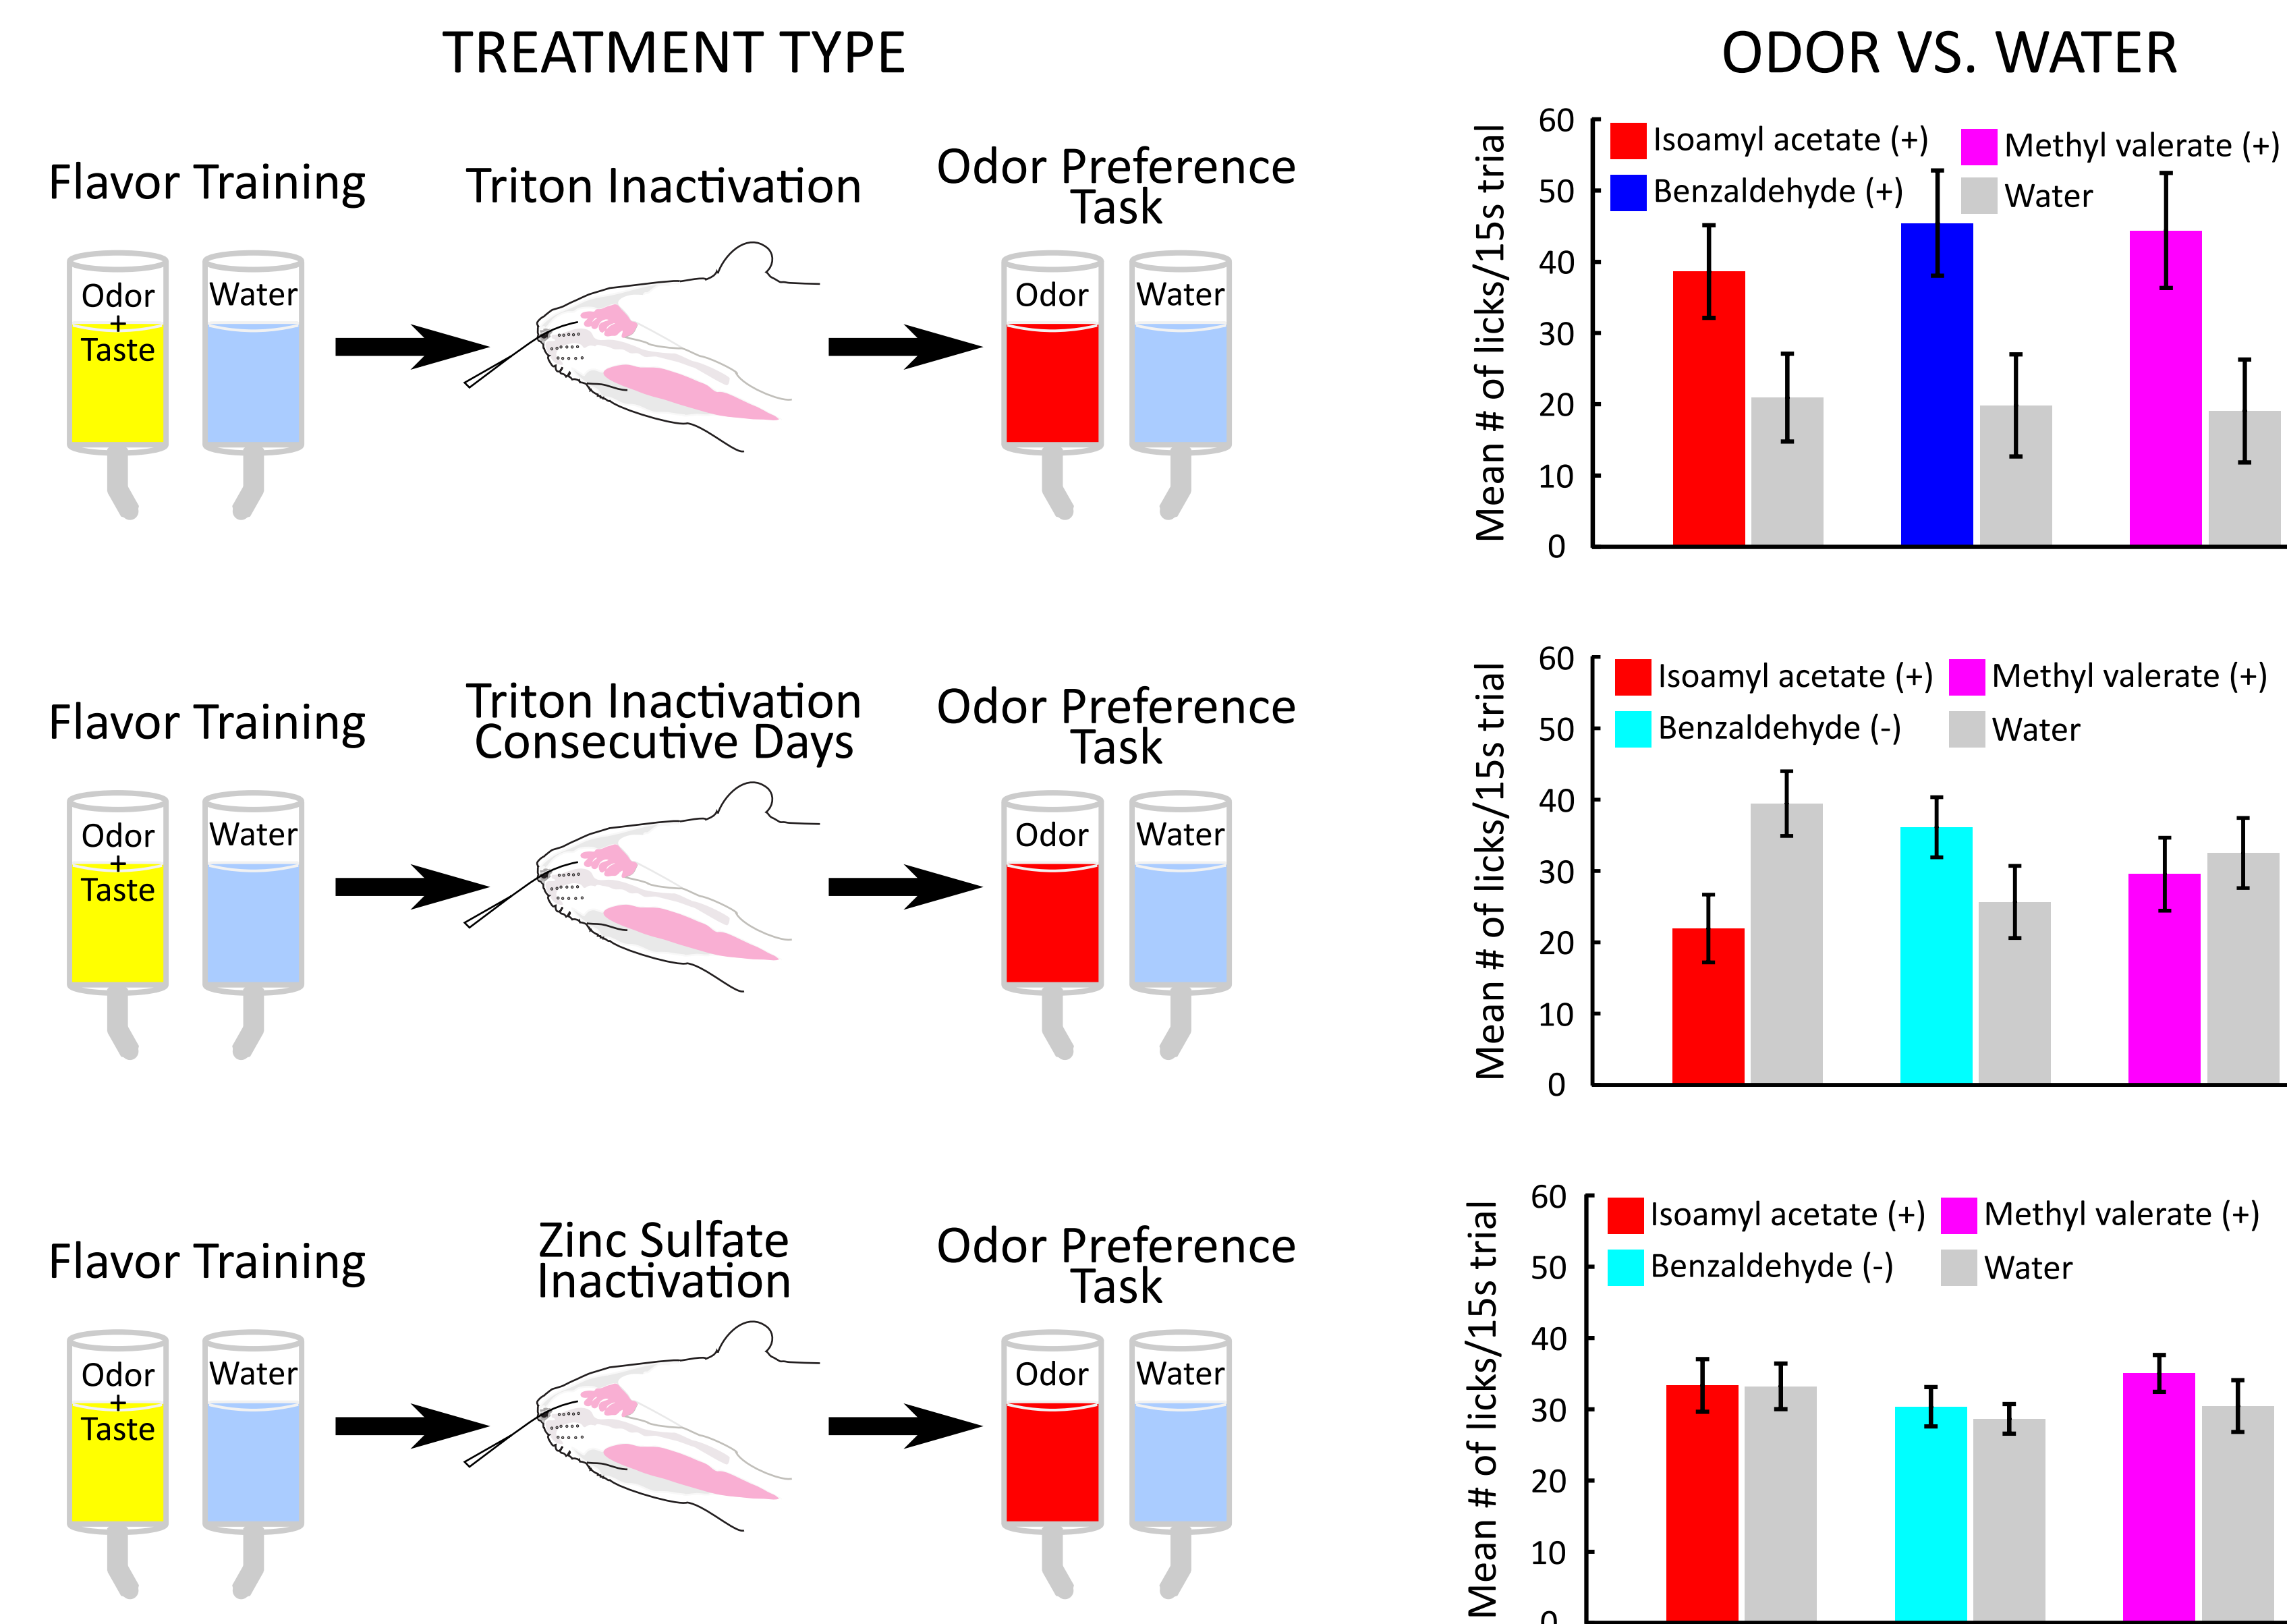 TREATMENT TYPE
ODOR VS. WATER
Flavor Training
Triton Inactivation
Odor Preference
Task
Odor
+
Taste
Water
Odor
Water
Mean # of licks/15s trial
60
50
40
30
20
10
0
Isoamyl acetate (+)
Methyl valerate (+)
Benzaldehyde (+)
Water
Flavor Training
Triton Inactivation
Consecutive Days
Odor Preference
Task
Odor
+
Taste
Water
Odor
Water
Mean # of licks/15s trial
60
50
40
30
20
10
0
Isoamyl acetate (+)
Methyl valerate (+)
Benzaldehyde (-)
Water
Flavor Training
Zinc Sulfate
Inactivation
Odor Preference
Task
Odor
+
Taste
Water
Odor
Water
Mean # of licks/15s trial
60
50
40
30
20
10
0
Isoamyl acetate (+)
Methyl valerate (+)
Benzaldehyde (-)
Water